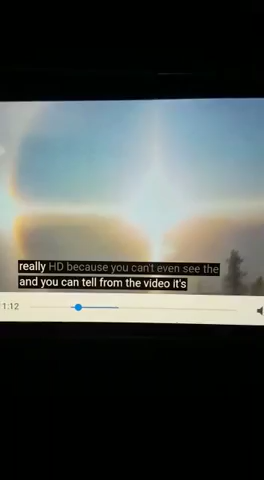 really HD because you can't even see the
and you can tell from the video it's
1:12